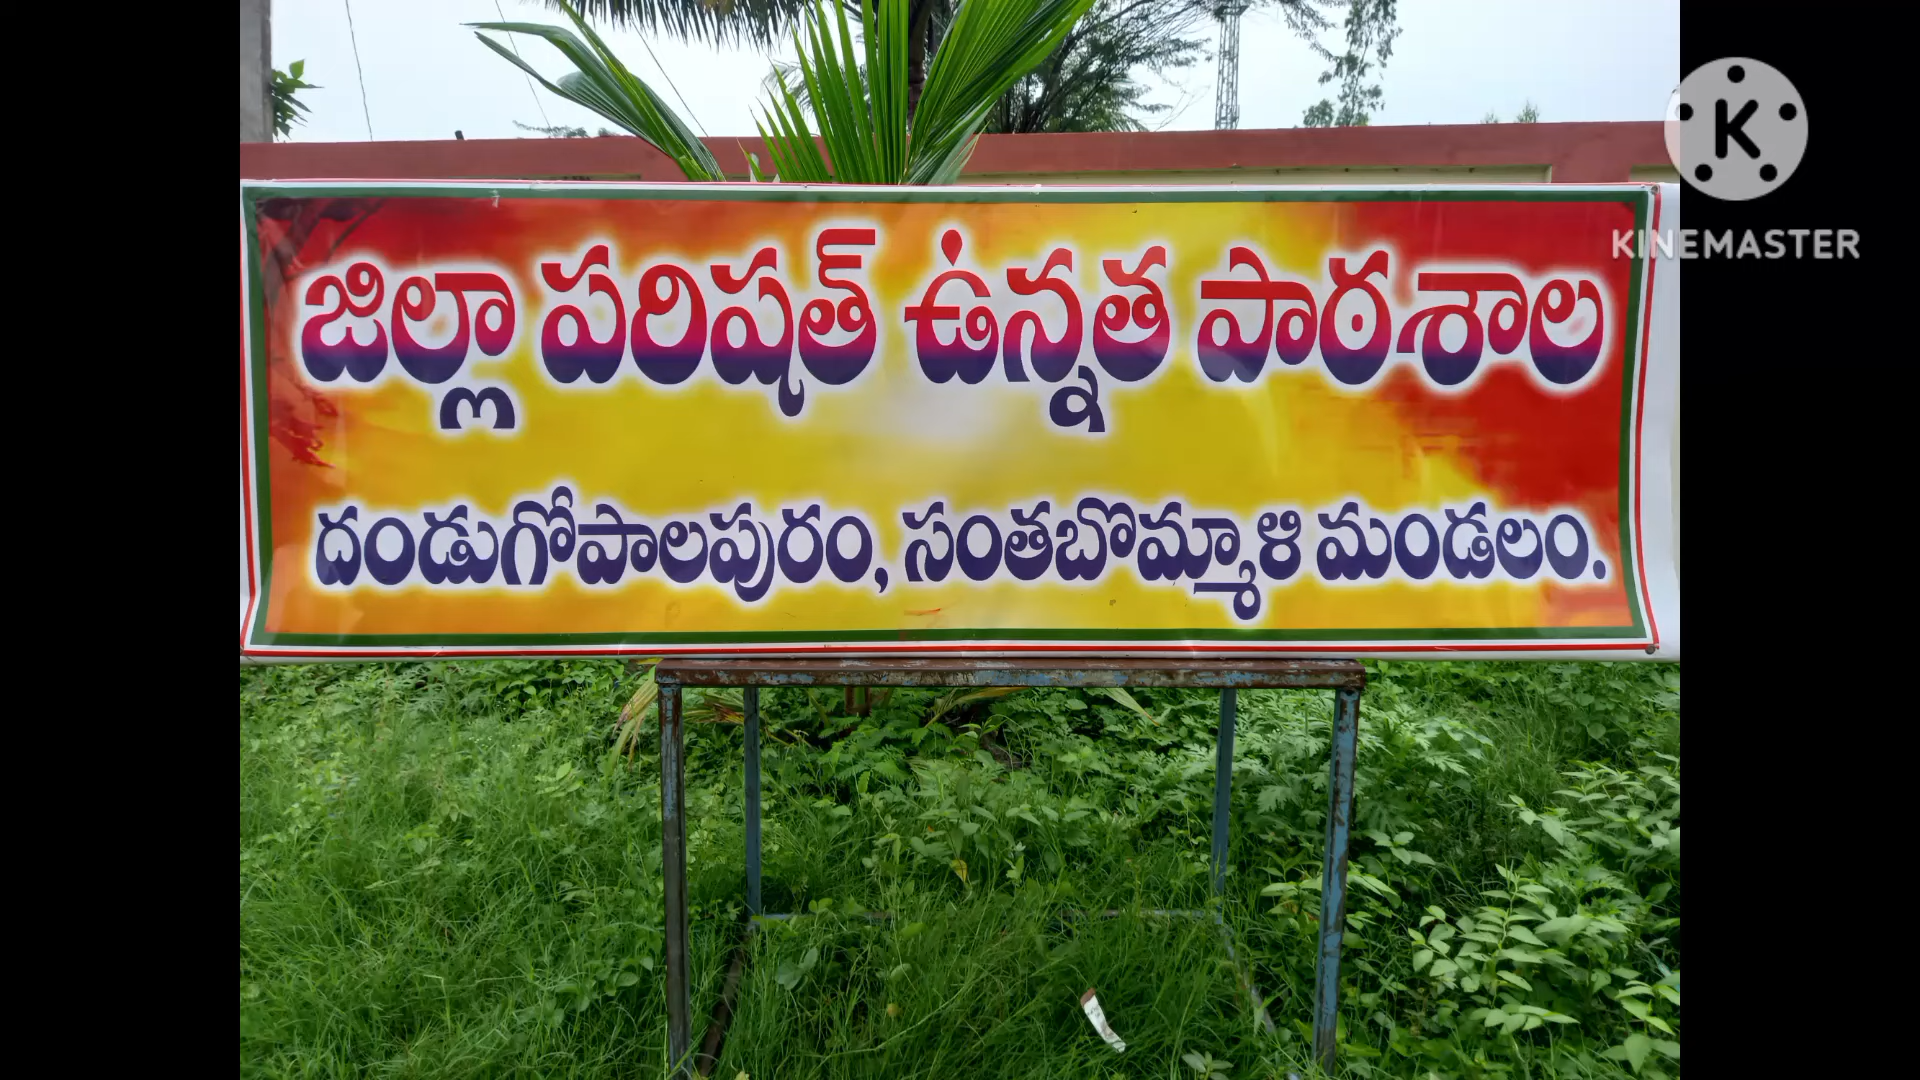 జిల్లా పరిషత్ ఉన్నత పాఠశాల
దండుగోపాలపురం, సంతబొమ్మాళి మండలం.
K
KINEMASTER